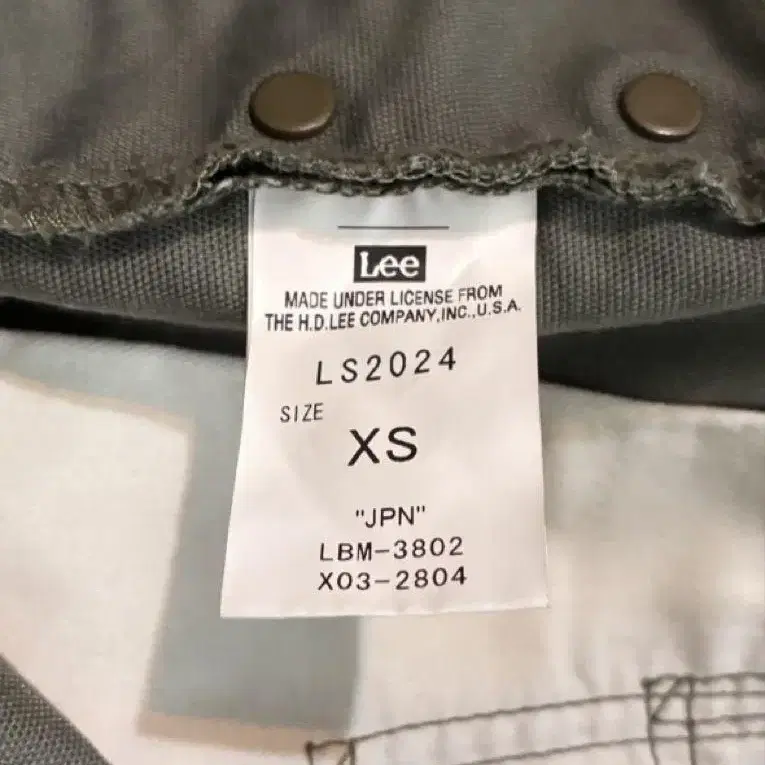 Lee
MADE UNDER LICENSE FROM
THE H.D.LEE COMPANY,INC.,U.S.A.
LS2024
SIZE
XS
"JPN"
LBM-3802
X03-2804